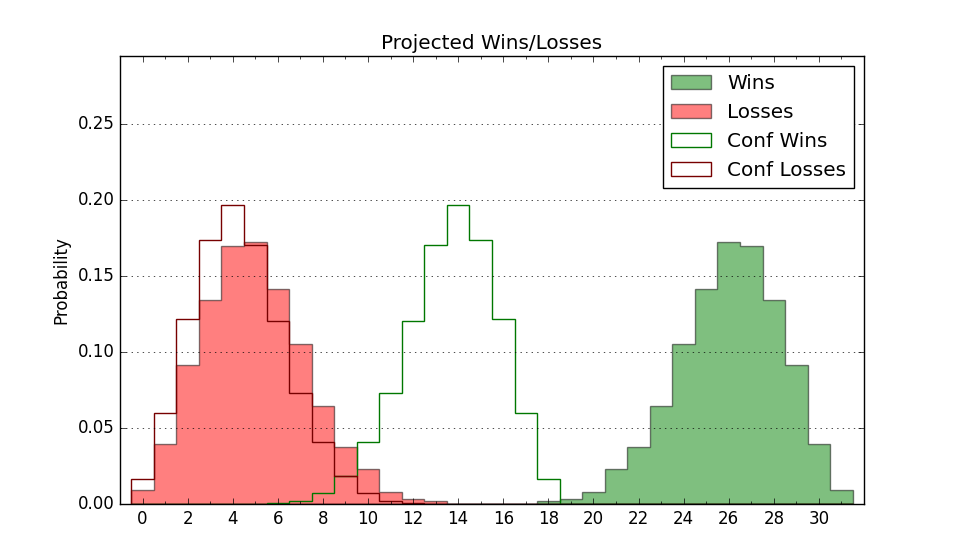 Projected Wins/Losses
Wins
Losses
Conf Wins
Conf Losses
Probability
0.25
0.20
0.15
0.10
0.05
0.00
0 2 4 6 8 10 12 14 16 18 20 22 24 26 28 30